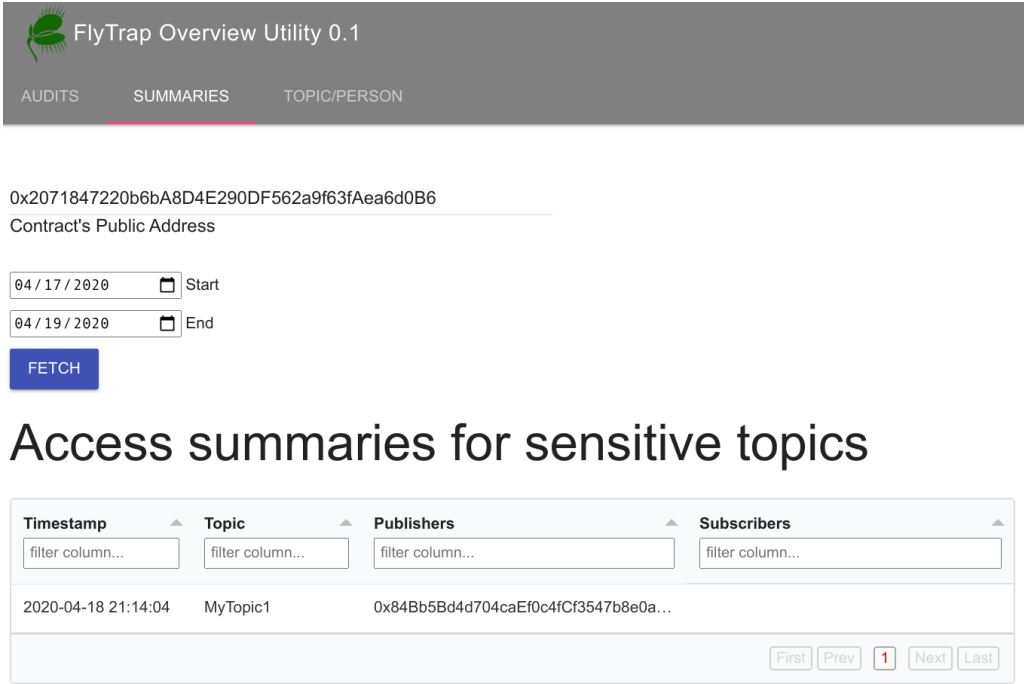 FlyTrap Overview Utility 0.1
AUDITS SUMMARIES TOPIC/PERSON
0x2071847220b6bA8D4E290DF562a9f63fAea6d0B6
Contract's Public Address
04/17/2020 Start
04/19/2020 End
FETCH
Access summaries for sensitive topics
Timestamp Topic Publishers Subscribers
filter column... filter column... filter column... filter column...
2020-04-18 21:14:04 MyTopic1 0x84Bb5Bd4d704caEf0c4fCf3547b8e0a…
First Prev 1 Next Last